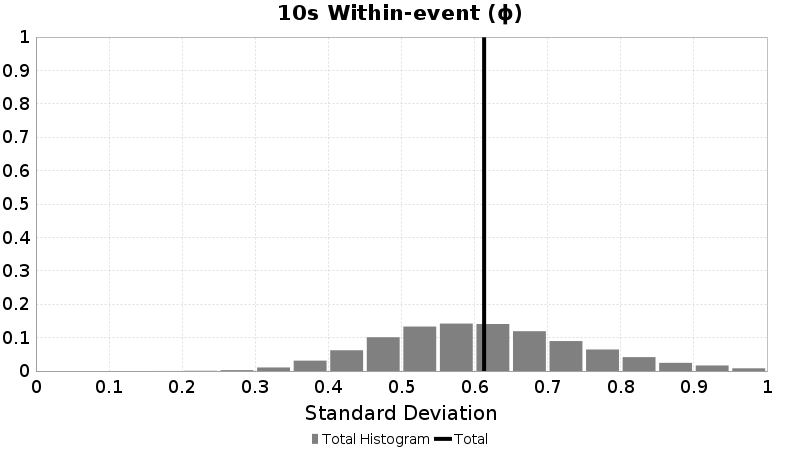 10s Within-event (ϕ)
1
0.9
0.8
0.7
0.6
0.5
0.4
0.3
0.2
0.1
0
0 0.1 0.2 0.3 0.4 0.5 0.6 0.7 0.8 0.9 1
Standard Deviation
Total Histogram Total